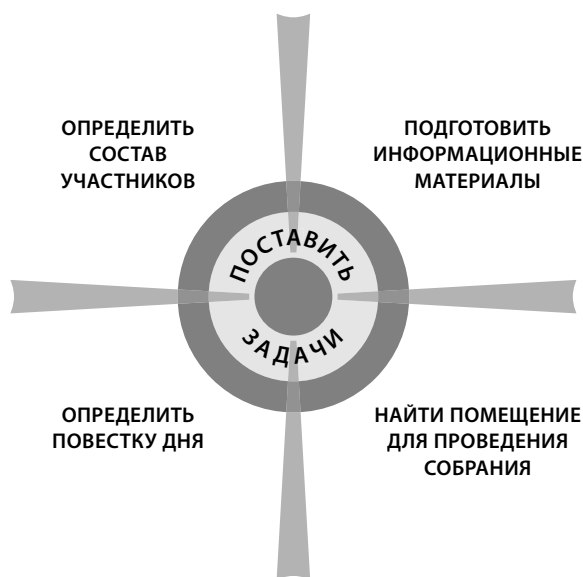 ОПРЕДЕЛИТЬ
СОСТАВ
УЧАСТНИКОВ
ПОДГОТОВИТЬ
ИНФОРМАЦИОННЫЕ
МАТЕРИАЛЫ
ПОСТАВИТЬ
ЗАДАЧИ
ОПРЕДЕЛИТЬ
ПОВЕСТКУ ДНЯ
НАЙТИ ПОМЕЩЕНИЕ
ДЛЯ ПРОВЕДЕНИЯ
СОБРАНИЯ